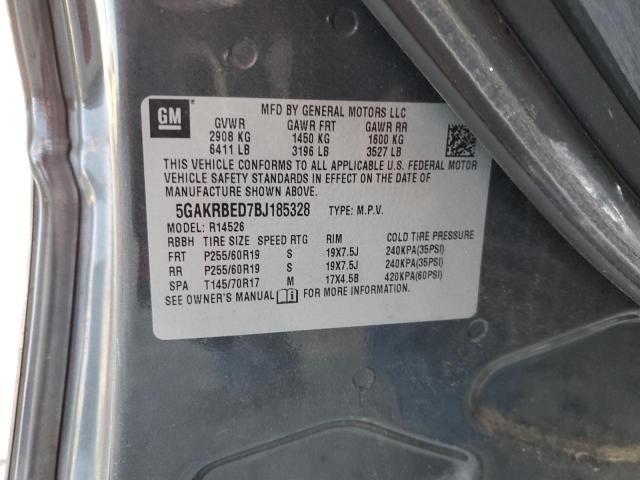 GM
MFD BY GENERAL MOTORS LLC
GVWR GAWR FRT GAWR RR
2908 KG 1450 KG 1600 KG
6411 LB 3196 LB 3527 LB
THIS VEHICLE CONFORMS TO ALL APPLICABLE U.S. FEDERAL MOTOR
VEHICLE SAFETY STANDARDS IN EFFECT ON THE DATE OF
MANUFACTURE SHOWN ABOVE.
5GAKRBED7BJ185328 TYPE: M.P.V.
MODEL: R14526
RBBH TIRE SIZE SPEED RTG RIM COLD TIRE PRESSURE
FRT P255/60R19 S 19X7.5J 240KPA(35PSI)
RR P255/60R19 S 19X7.5J 240KPA(35PSI)
SPA T145/70R17 M 17X4.5B 420KPA(60PSI)
SEE OWNER'S MANUAL FOR MORE INFORMATION.